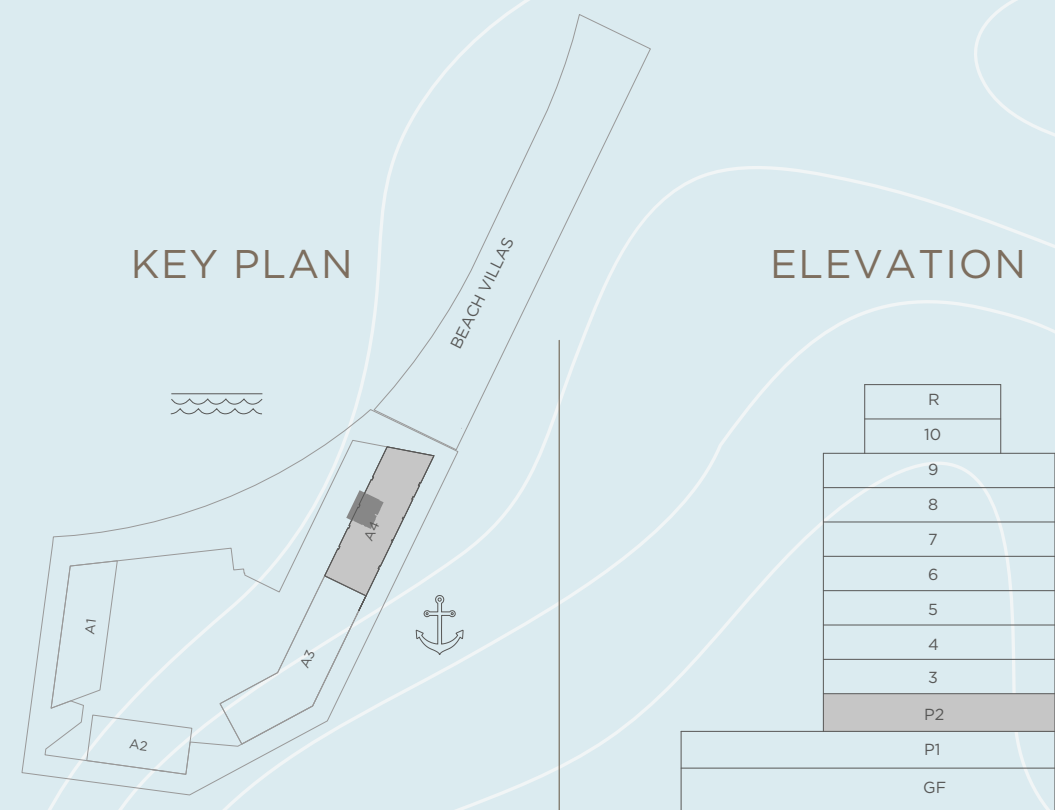 KEY PLAN
ELEVATION
BEACH VILLAS
A4
A3
A1
A2
R
10
9
8
7
6
5
4
3
P2
P1
GF